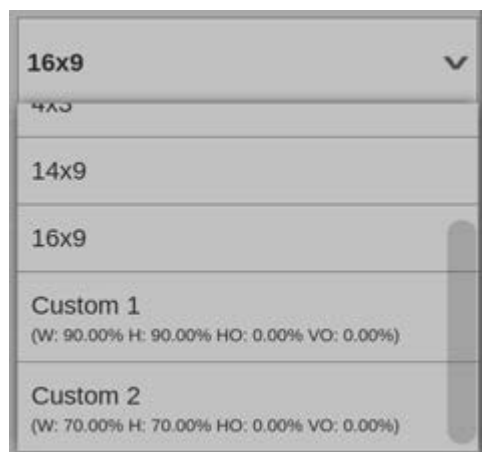 16x9
4x3
14x9
16x9
Custom 1
(W: 90.00% H: 90.00% HO: 0.00% VO: 0.00%)
Custom 2
(W: 70.00% H: 70.00% HO: 0.00% VO: 0.00%)